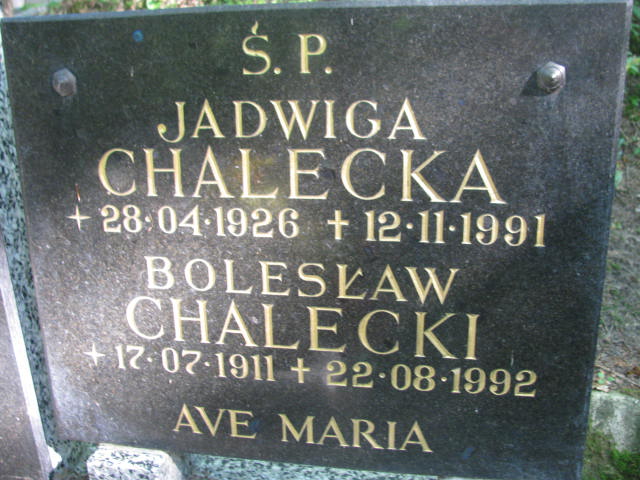 Ś. P.
JADWIGA
CHALECKA
+ 28·04·1926 + 12·11·1991
BOLESŁAW
CHALECKI
+ 17·07·1911 + 22·08·1992
AVE MARIA